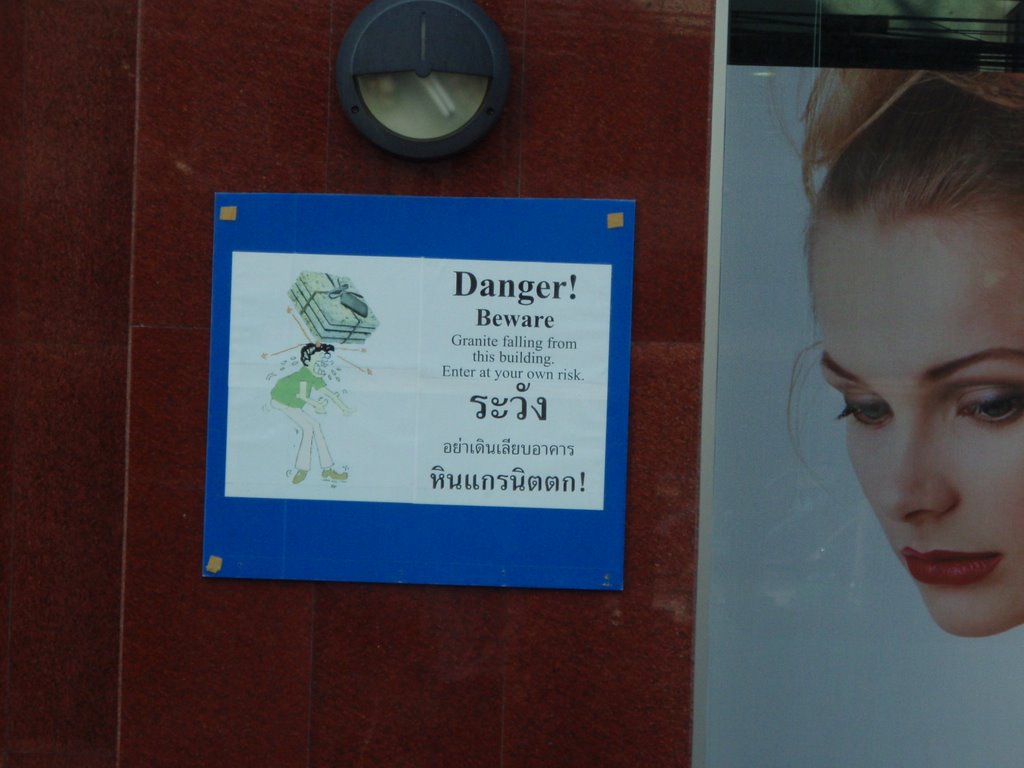 Danger!
Beware
Granite falling from
this building.
Enter at your own risk.
ระวัง
อย่าเดินเลียบอาคาร
หินแกรนิตตก!